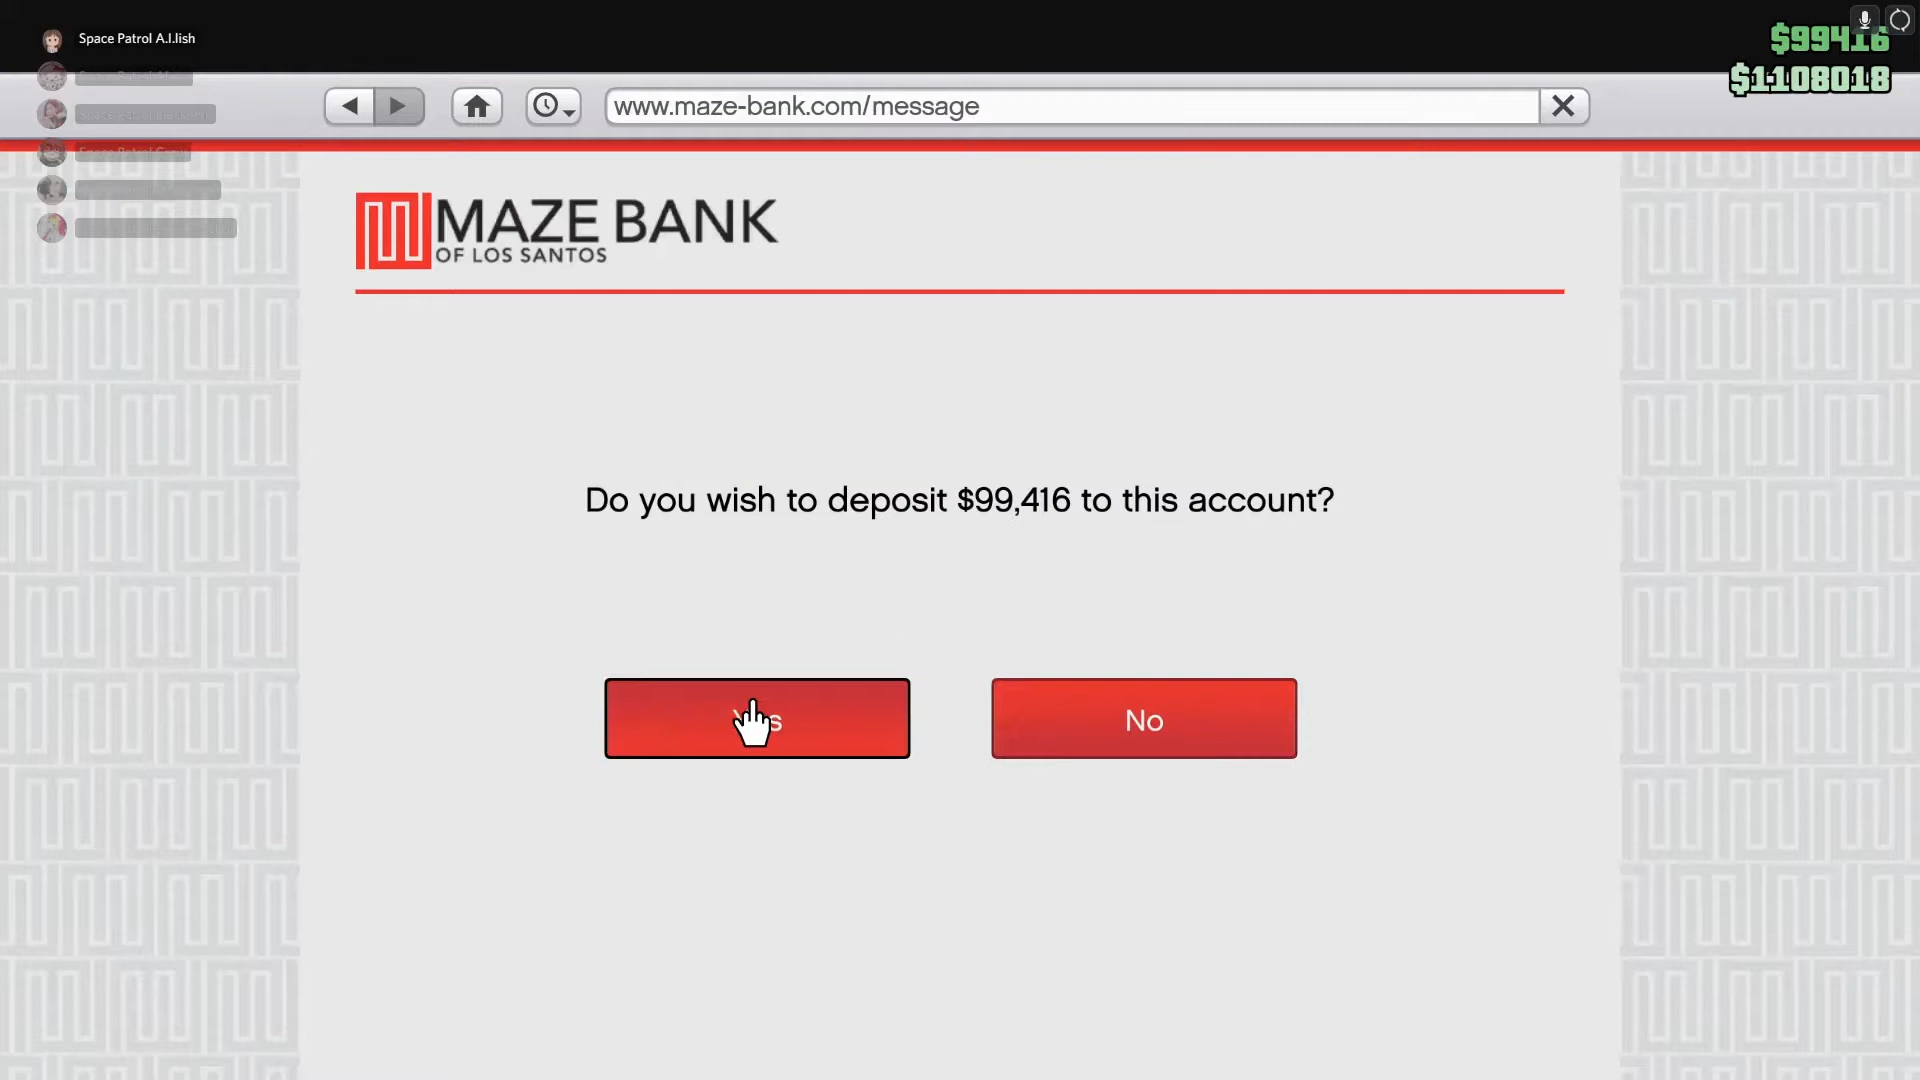 Space Patrol A.I.lish
$99416
$1108018
www.maze-bank.com/message
MAZE BANK
OF LOS SANTOS
Do you wish to deposit $99,416 to this account?
No